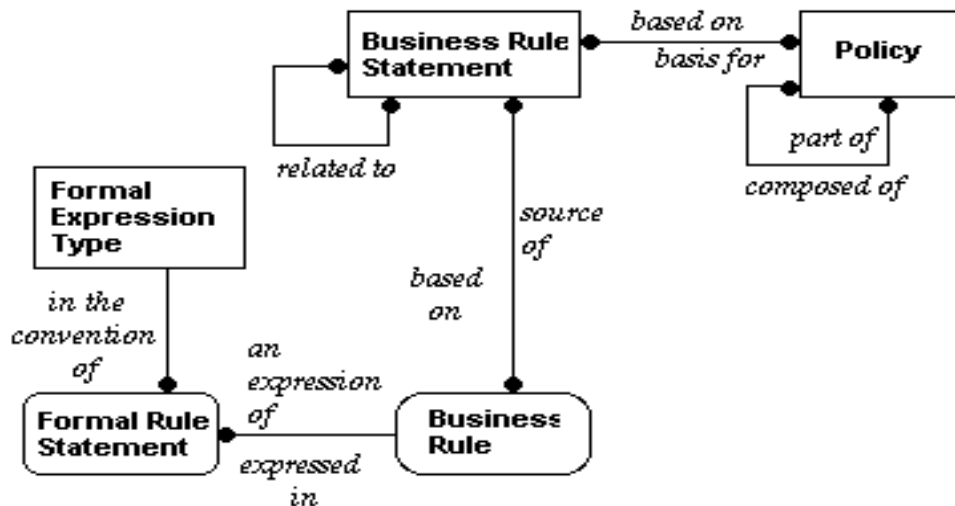 Business Rule
Statement
based on
basis for
Policy
related to
part of
composed of
Formal
Expression
Type
source
of
based
on
in the
convention
of
an
expression
of
Formal Rule
Statement
Business
Rule
expressed
in